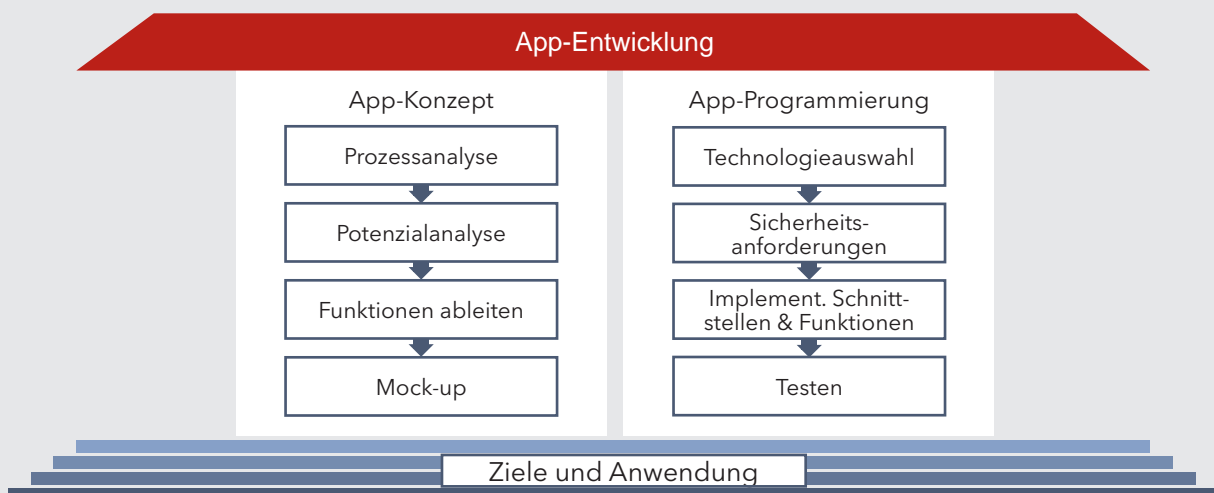 App-Entwicklung
App-Konzept
Prozessanalyse
Potenzialanalyse
Funktionen ableiten
Mock-up
App-Programmierung
Technologieauswahl
Sicherheits-
anforderungen
Implement. Schnitt-
stellen & Funktionen
Testen
Ziele und Anwendung